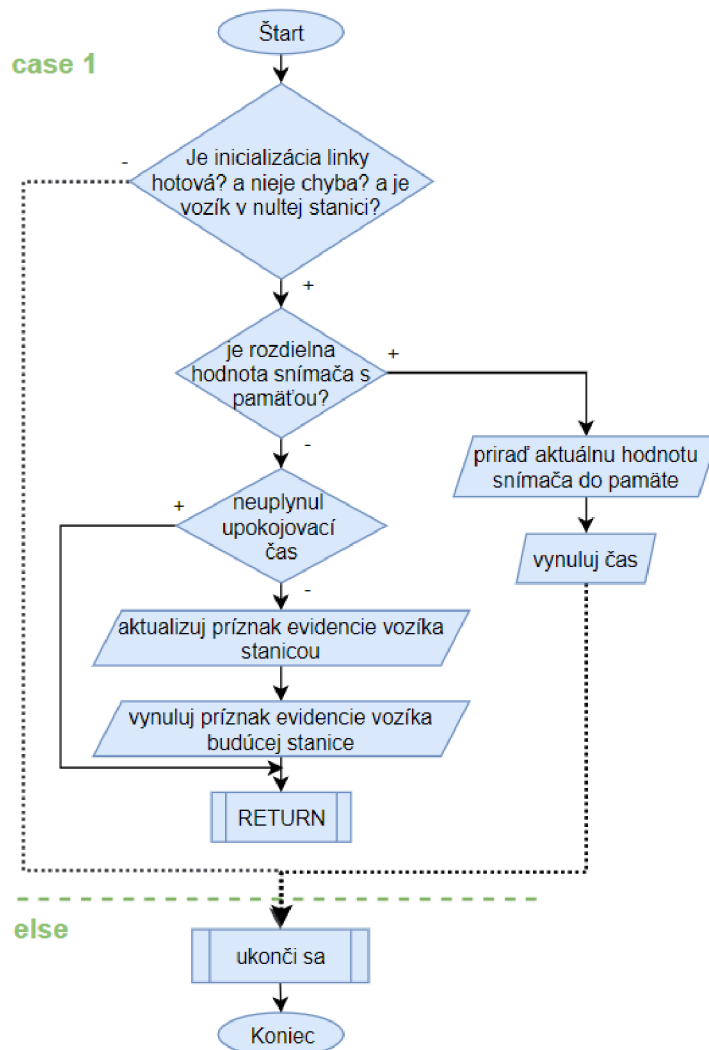 Štart
case 1
-
Je inicializácia linky
hotová? a nieje chyba? a je
vozík v nultej stanici?
+
je rozdielna
hodnota snímača s
pamäťou?
+
-
priraď aktuálnu hodnotu
snímača do pamäte
+
neuplynul
upokojovací
čas
vynuluj čas
-
aktualizuj príznak evidencie vozíka
stanicou
vynuluj príznak evidencie vozíka
budúcej stanice
RETURN
else
ukonči sa
Koniec